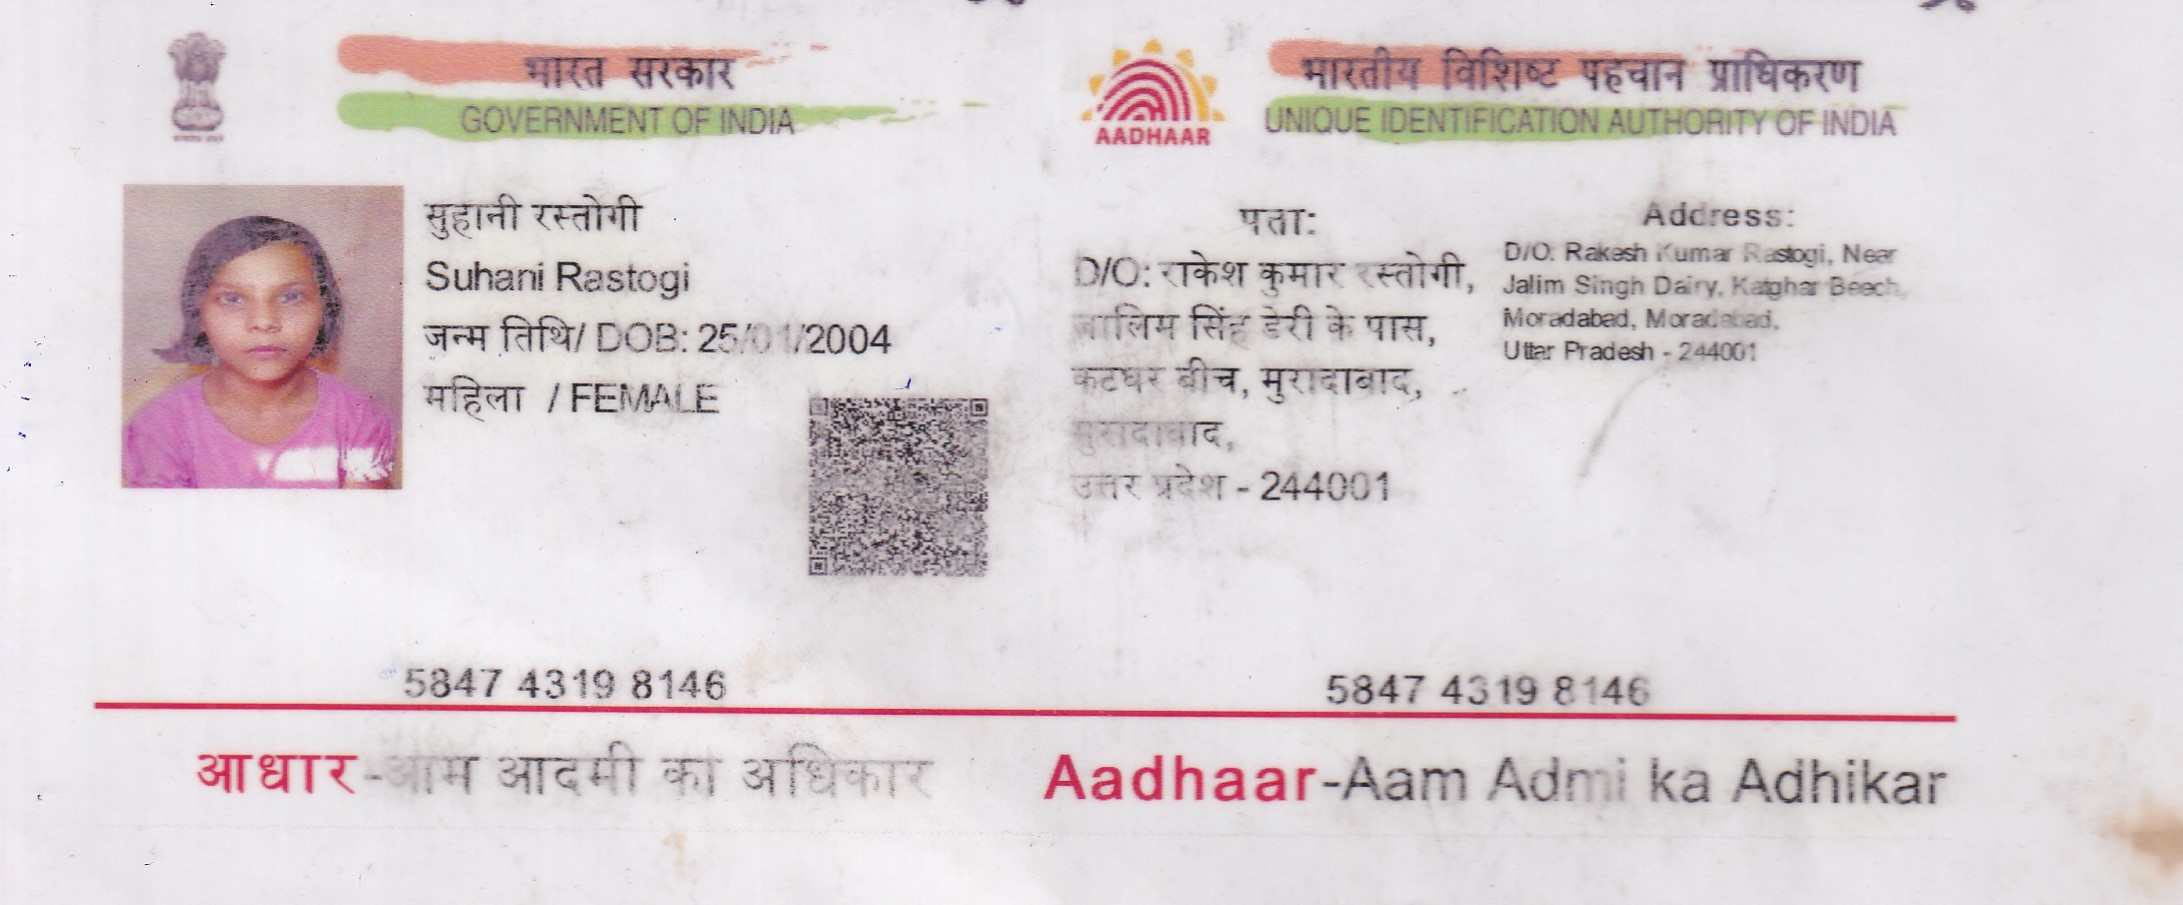 भारत सरकार
GOVERNMENT OF INDIA
सुहानी रस्तोगी
Suhani Rastogi
जन्म तिथि/ DOB: 25/01/2004
महिला / FEMALE
5847 4319 8146
आधार-आम आदमी का अधिकार
AADHAAR
भारतीय विशिष्ट पहचान प्राधिकरण
UNIQUE IDENTIFICATION AUTHORITY OF INDIA
पता:
D/O: राकेश कुमार रस्तोगी,
जालिम सिंह डेरी के पास,
कटघर बीच, मुरादाबाद,
मुरादाबाद,
उत्तर प्रदेश - 244001
Address:
D/O: Rakesh Kumar Rastogi, Near
Jalim Singh Dairy, Katghar Beech,
Moradabad, Moradabad,
Uttar Pradesh - 244001
5847 4319 8146
Aadhaar-Aam Admi ka Adhikar